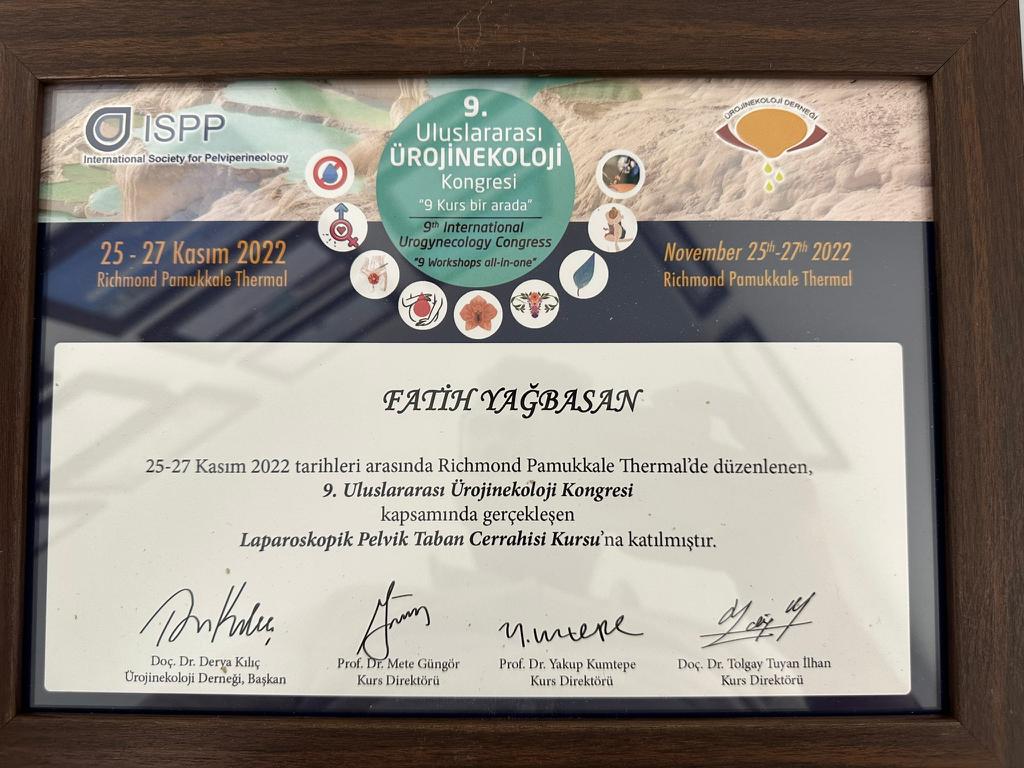 ISPP
International Society for Pelviperineology
9.
Uluslararası
ÜROJİNEKOLOJİ
Kongresi
"9 Kurs bir arada"
9th International
Urogynecology Congress
"9 Workshops all-in-one"
ÜROJİNEKOLOJİ DERNEĞİ
25 - 27 Kasım 2022
Richmond Pamukkale Thermal
November 25th-27th 2022
Richmond Pamukkale Thermal
FATİH YAĞBASAN
25-27 Kasım 2022 tarihleri arasında Richmond Pamukkale Thermal'de düzenlenen,
9. Uluslararası Ürojinekoloji Kongresi
kapsamında gerçekleşen
Laparoskopik Pelvik Taban Cerrahisi Kursu'na katılmıştır.
Doç. Dr. Derya Kılıç
Ürojinekoloji Derneği, Başkan
Prof. Dr. Mete Güngör
Kurs Direktörü
Y. Kumtepe
Prof. Dr. Yakup Kumtepe
Kurs Direktörü
Doç. Dr. Tolgay Tuyan İlhan
Kurs Direktörü